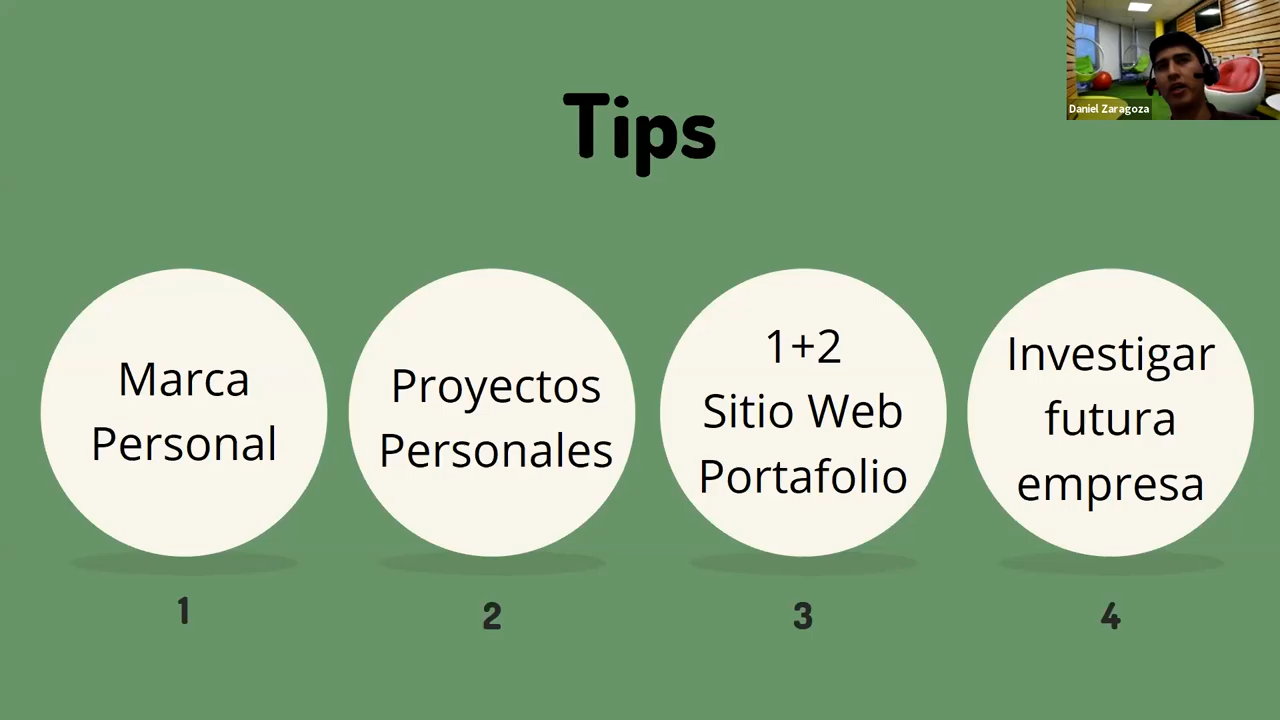 Daniel Zaragoza
Tips
Marca
Personal
Proyectos
Personales
1+2
Sitio Web
Portafolio
Investigar
futura
empresa
1
2
3
4